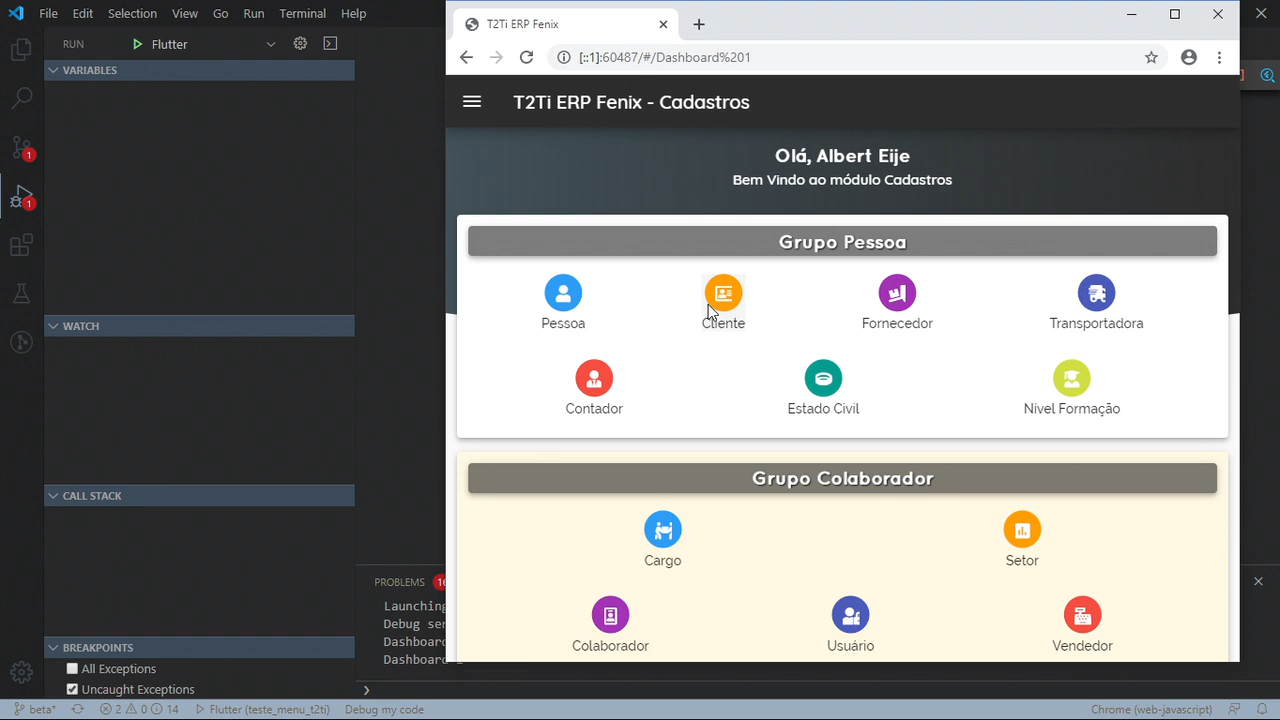 File Edit Selection View Go Run Terminal Help
RUN Flutter
VARIABLES
WATCH
CALL STACK
BREAKPOINTS
All Exceptions
Uncaught Exceptions
1
1
T2Ti ERP Fenix
[::1]:60487/#/Dashboard%201
T2Ti ERP Fenix - Cadastros
Olá, Albert Eije
Bem Vindo ao módulo Cadastros
Grupo Pessoa
Pessoa Cliente Fornecedor Transportadora
Contador Estado Civil Nível Formação
Grupo Colaborador
Cargo Setor
Colaborador Usuário Vendedor
PROBLEMS
Launching
Debug ser
Dashboard
Dashboard
beta* 2 0 14 Flutter (teste_menu_t2ti) Debug my code Chrome (web-javascript)